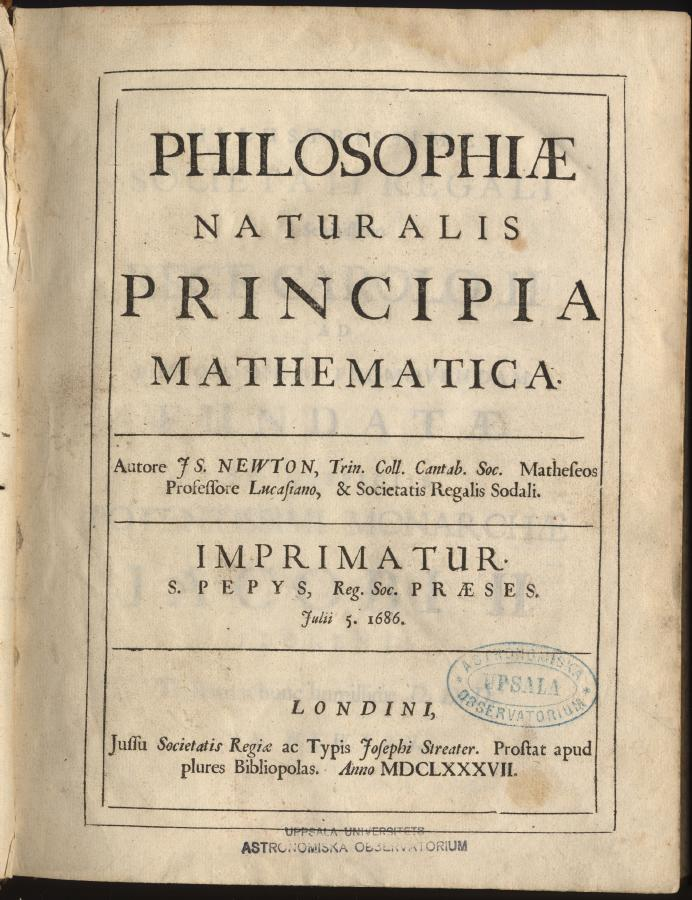 PHILOSOPHIÆ
NATURALIS
PRINCIPIA
MATHEMATICA.
Autore JS. NEWTON, Trin. Coll. Cantab. Soc. Matheſeos
Profeſſore Lucaſiano, & Societatis Regalis Sodali.
IMPRIMATUR.
S. PEPYS, Reg. Soc. PRÆSES.
Julii 5. 1686.
ASTRONOMISKA
UPSALA
OBSERVATORIUM
LONDINI,
Juſſu Societatis Regiæ ac Typis Joſephi Streater. Proſtat apud
plures Bibliopolas. Anno MDCLXXXVII.
UPPSALA UNIVERSITETS
ASTRONOMISKA OBSERVATORIUM